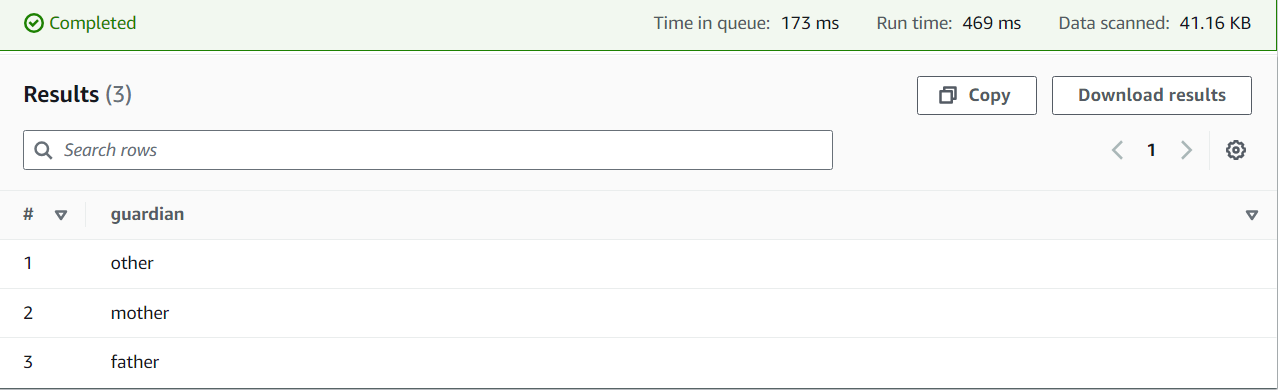 Completed Time in queue: 173 ms Run time: 469 ms Data scanned: 41.16 KB
Results (3) Copy Download results
Search rows 1
# guardian
1 other
2 mother
3 father